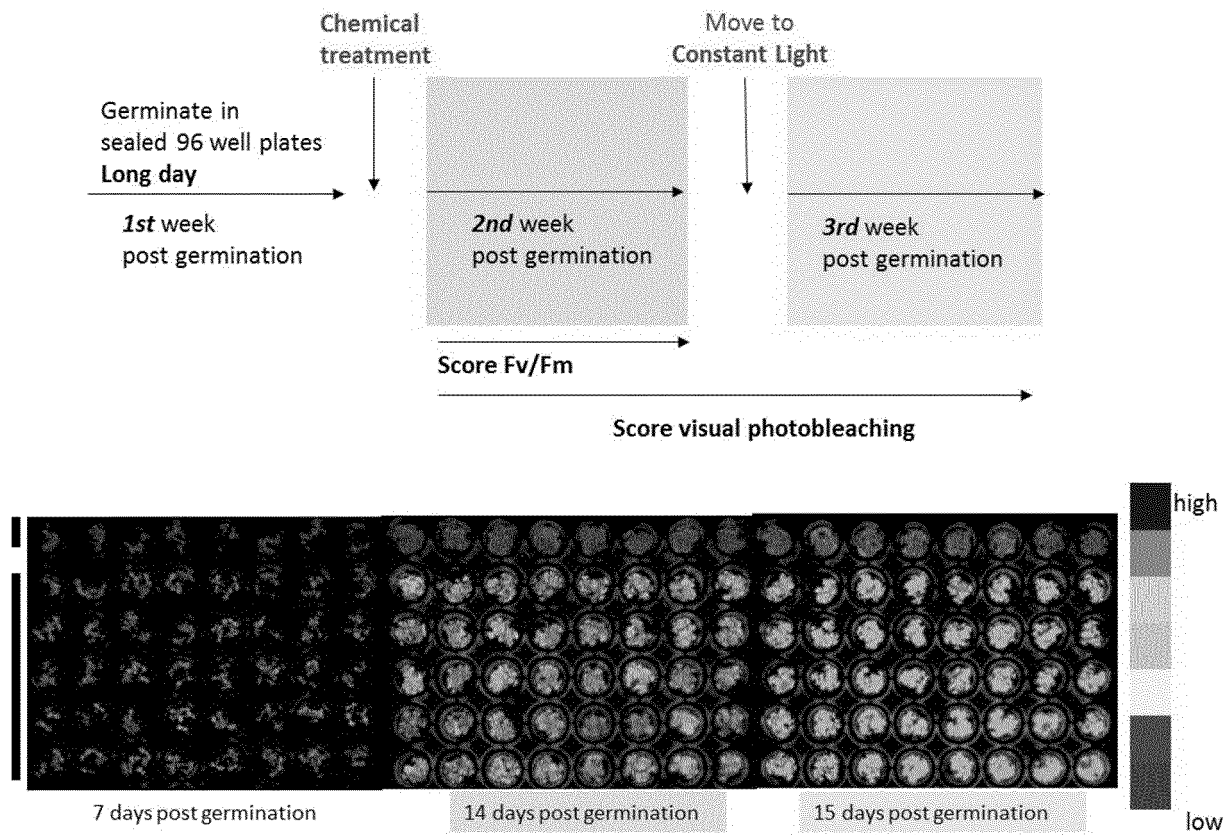 Chemical
treatment
Move to
Constant Light
Germinate in
sealed 96 well plates
Long day
1st week
post germination
2nd week
post germination
3rd week
post germination
Score Fv/Fm
Score visual photobleaching
high
low
7 days post germination
14 days post germination
15 days post germination